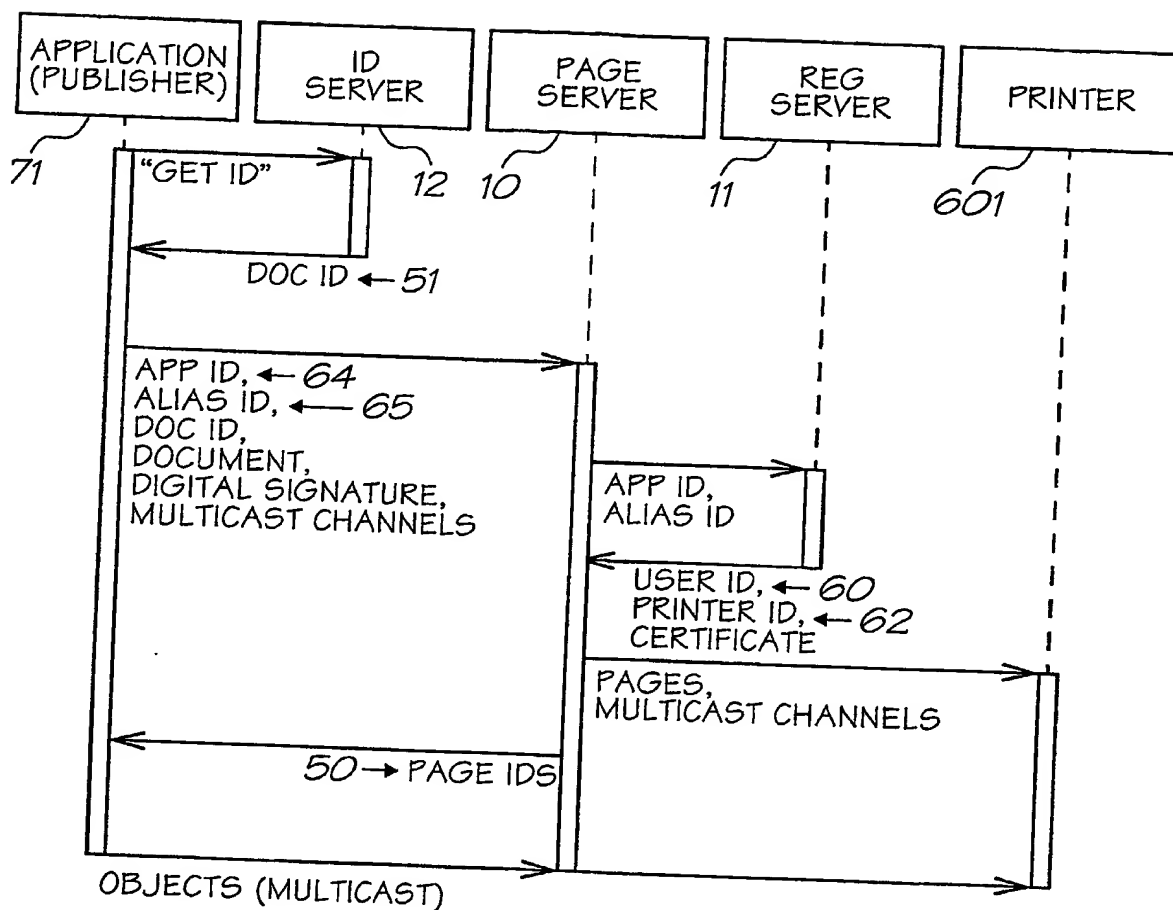 APPLICATION
(PUBLISHER)
ID
SERVER
PAGE
SERVER
REG
SERVER
PRINTER
71
12
10
11
601
"GET ID"
DOC ID ← 51
APP ID, ← 64
ALIAS ID, ← 65
DOC ID,
DOCUMENT,
DIGITAL SIGNATURE,
MULTICAST CHANNELS
APP ID,
ALIAS ID
USER ID, ← 60
PRINTER ID, ← 62
CERTIFICATE
PAGES,
MULTICAST CHANNELS
50 → PAGE IDS
OBJECTS (MULTICAST)